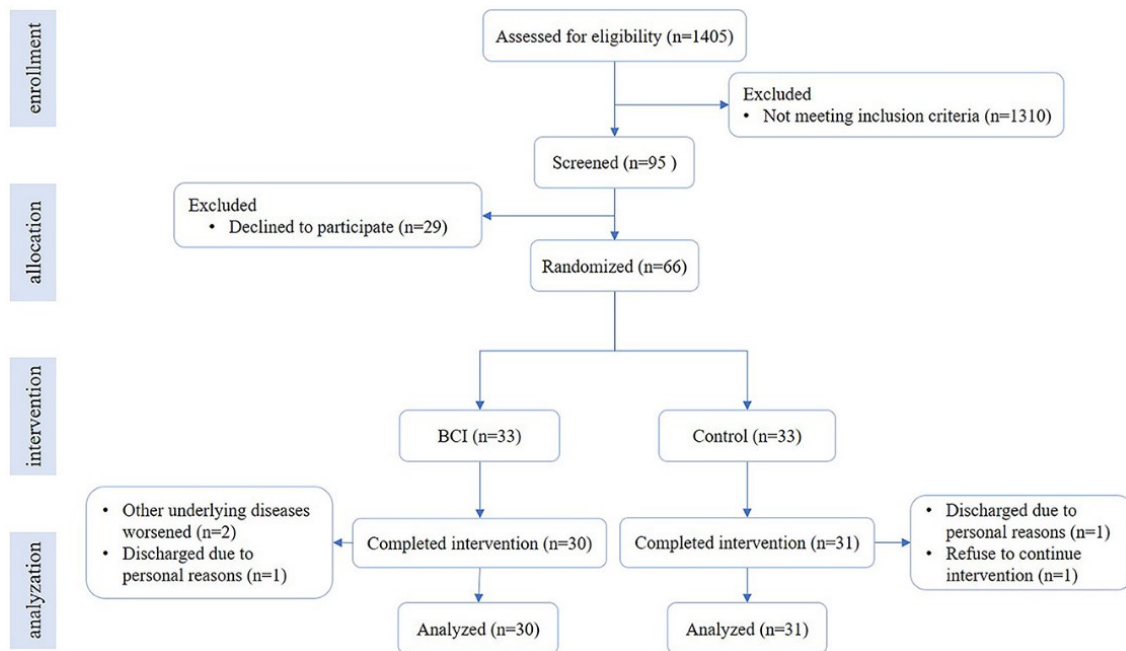 enrollment
Assessed for eligibility (n=1405)
Excluded
• Not meeting inclusion criteria (n=1310)
Screened (n=95 )
allocation
Excluded
• Declined to participate (n=29)
Randomized (n=66)
intervention
BCI (n=33)
Control (n=33)
• Other underlying diseases
worsened (n=2)
• Discharged due to
personal reasons (n=1)
Completed intervention (n=30)
Completed intervention (n=31)
• Discharged due to
personal reasons (n=1)
• Refuse to continue
intervention (n=1)
analyzation
Analyzed (n=30)
Analyzed (n=31)